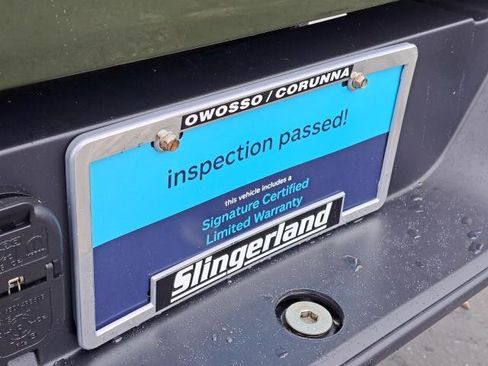 OWOSSO / CORUNNA
inspection passed!
this vehicle includes a
Signature Certified
Limited Warranty
Slingerland